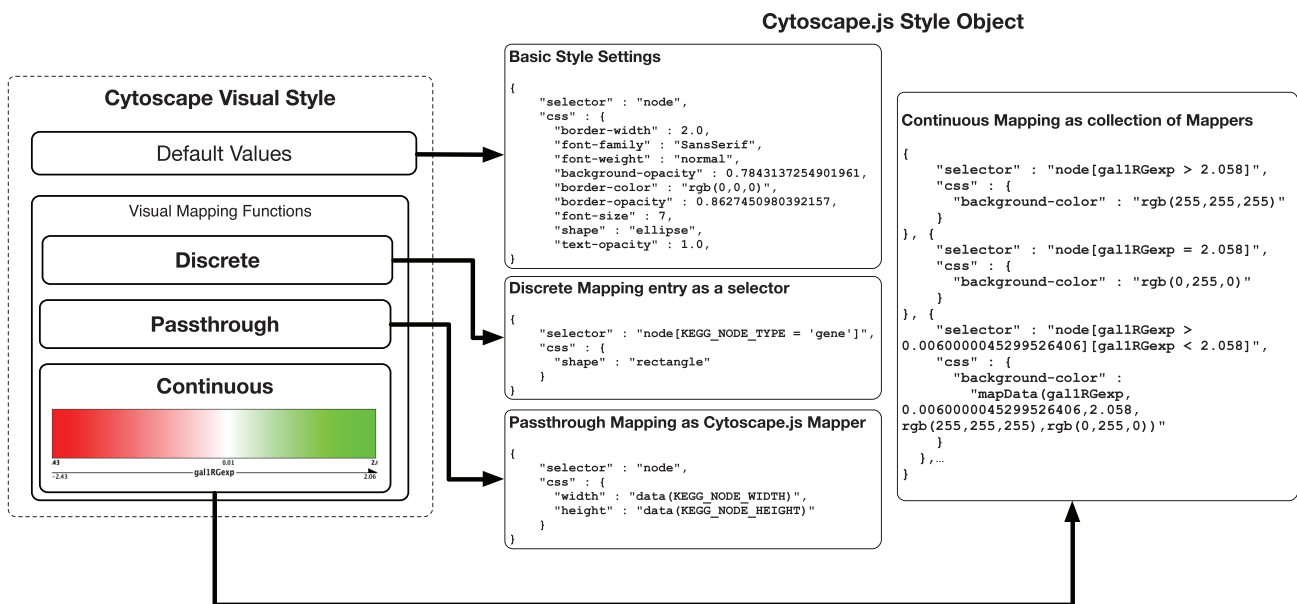 Cytoscape.js Style Object
Cytoscape Visual Style
Default Values
Visual Mapping Functions
Discrete
Passthrough
Continuous
.43
0.01
2.(
gal1RGexp
-2.43
2.06
Basic Style Settings
{
"selector" : "node",
"css" : {
"border-width" : 2.0,
"font-family" : "SansSerif",
"font-weight" : "normal",
"background-opacity" : 0.7843137254901961,
"border-color" : "rgb(0,0,0)",
"border-opacity" : 0.8627450980392157,
"font-size" : 7,
"shape" : "ellipse",
"text-opacity" : 1.0,
}
Discrete Mapping entry as a selector
{
"selector" : "node[KEGG_NODE_TYPE = 'gene']",
"css" : {
"shape" : "rectangle"
}
}
Passthrough Mapping as Cytoscape.js Mapper
{
"selector" : "node",
"css" : {
"width" : "data(KEGG_NODE_WIDTH)",
"height" : "data(KEGG_NODE_HEIGHT)"
}
}
Continuous Mapping as collection of Mappers
{
"selector" : "node[gal1RGexp > 2.058]",
"css" : {
"background-color" : "rgb(255,255,255)"
}
}, {
"selector" : "node[gal1RGexp = 2.058]",
"css" : {
"background-color" : "rgb(0,255,0)"
}
}, {
"selector" : "node[gal1RGexp >
0.0060000045299526406][gal1RGexp < 2.058]",
"css" : {
"background-color" :
"mapData(gal1RGexp,
0.0060000045299526406,2.058,
rgb(255,255,255),rgb(0,255,0))"
}
},…
}